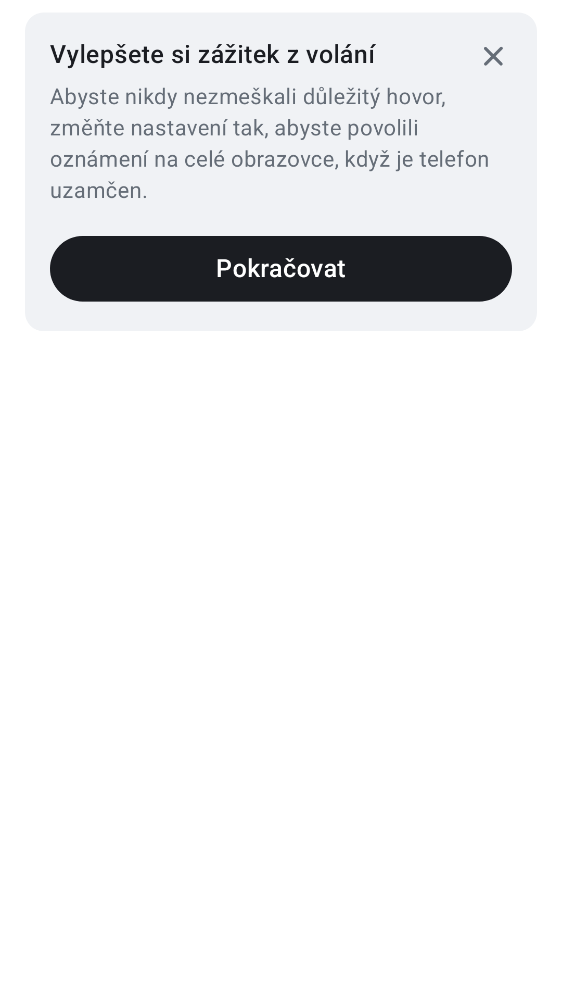 Vylepšete si zážitek z volání
Abyste nikdy nezmeškali důležitý hovor,
změňte nastavení tak, abyste povolili
oznámení na celé obrazovce, když je telefon
uzamčen.
Pokračovat